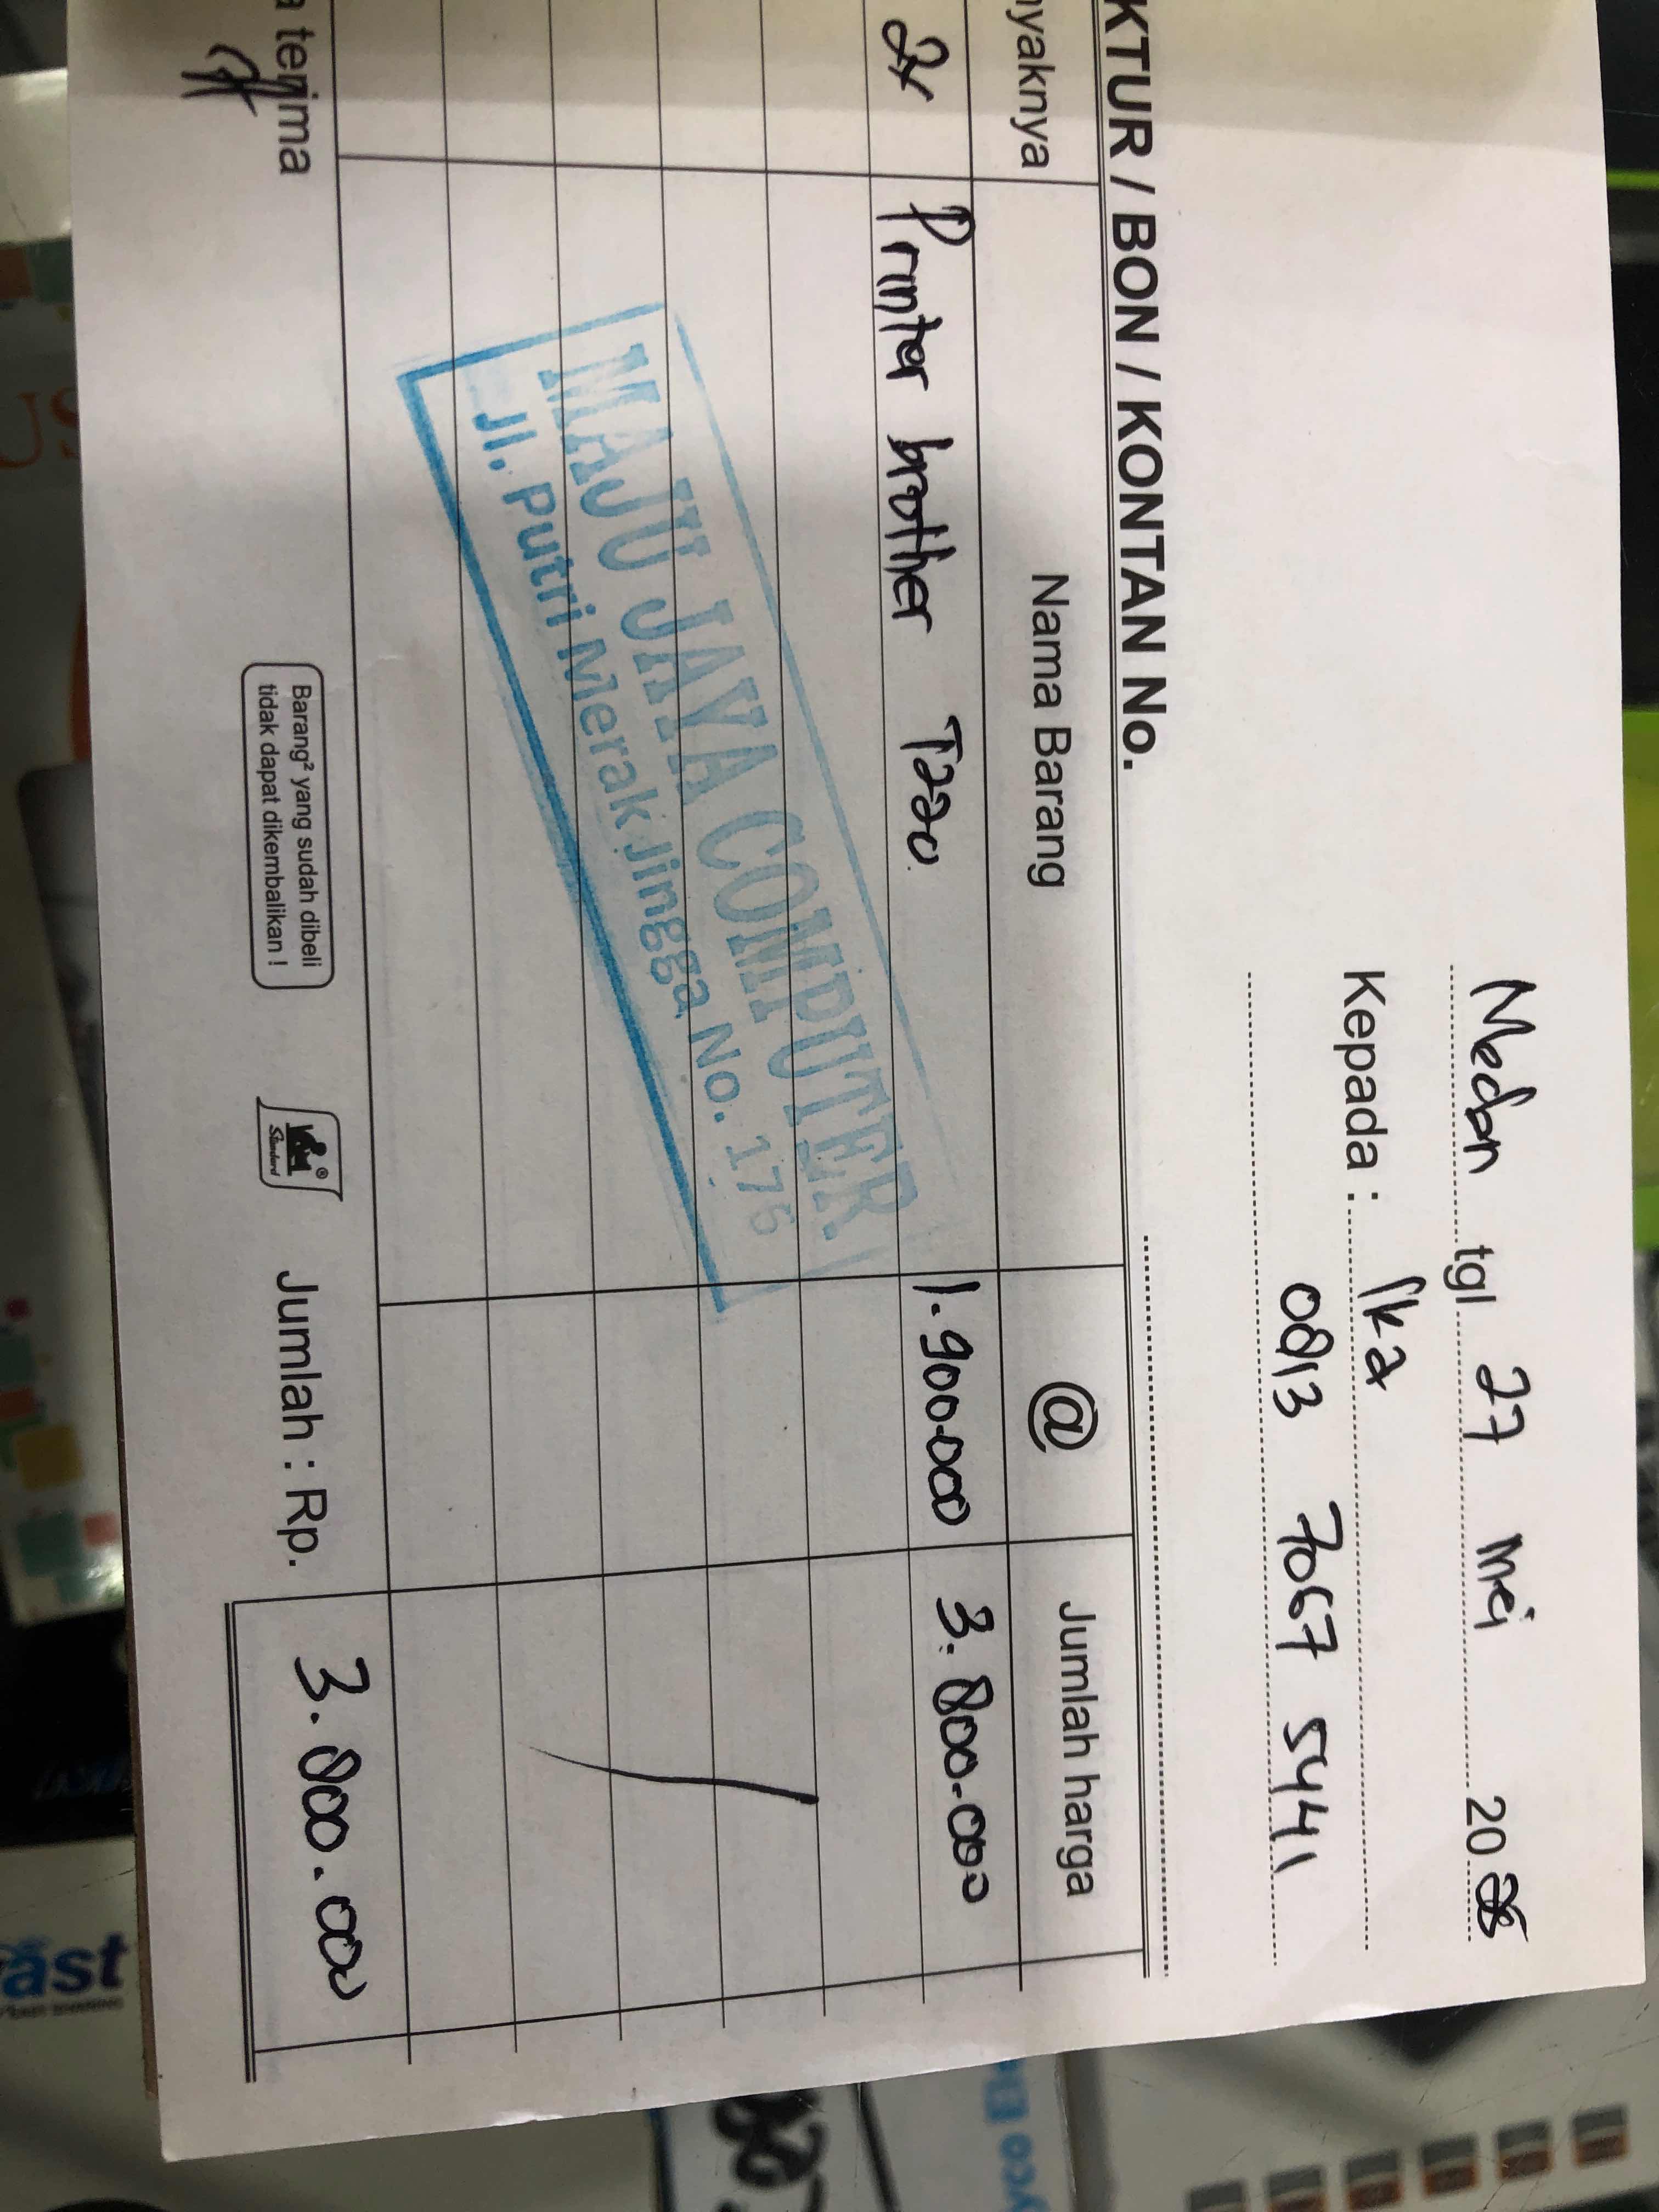 Medan tgl 27 mei 20
Kepada : Ika
0813 7067 5441
KTUR / BON / KONTAN No.
nyaknya Nama Barang @ Jumlah harga
2x Printer brother T220 1.900.000 3.800.000
MAJU JAYA COMPUTER
Jl. Putri Merak Jingga No. 175
a terima
Barang² yang sudah dibeli
tidak dapat dikembalikan !
Standard
Jumlah : Rp. 3.800.000
ast